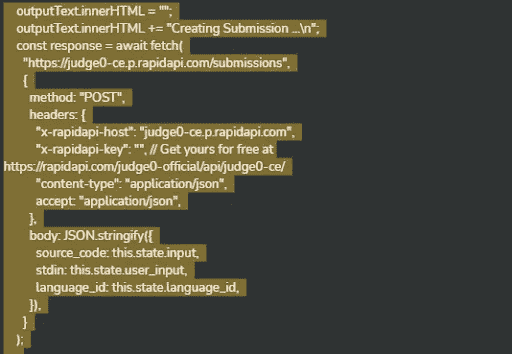 outputText.innerHTML = "";
outputText.innerHTML += "Creating Submission ...\n";
const response = await fetch(
"https://judge0-ce.p.rapidapi.com/submissions",
{
method: "POST",
headers: {
"x-rapidapi-host": "judge0-ce.p.rapidapi.com",
"x-rapidapi-key": "", // Get yours for free at
https://rapidapi.com/judge0-official/api/judge0-ce/
"content-type": "application/json",
accept: "application/json",
},
body: JSON.stringify({
source_code: this.state.input,
stdin: this.state.user_input,
language_id: this.state.language_id,
}),
}
);